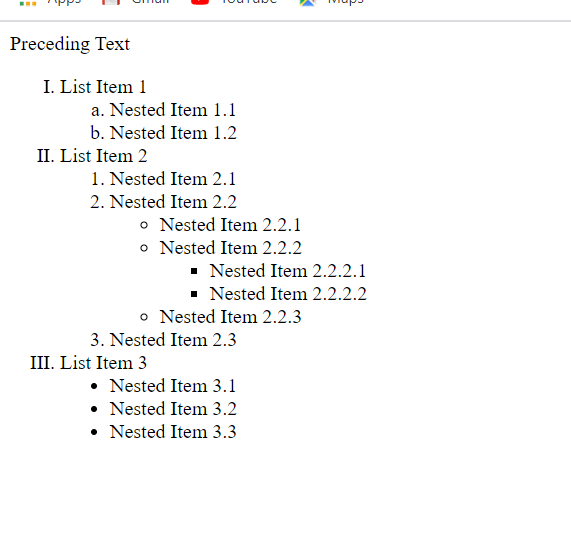 Apps Gmail YouTube Maps
Preceding Text
I. List Item 1
a. Nested Item 1.1
b. Nested Item 1.2
II. List Item 2
1. Nested Item 2.1
2. Nested Item 2.2
○ Nested Item 2.2.1
○ Nested Item 2.2.2
▪ Nested Item 2.2.2.1
▪ Nested Item 2.2.2.2
○ Nested Item 2.2.3
3. Nested Item 2.3
III. List Item 3
• Nested Item 3.1
• Nested Item 3.2
• Nested Item 3.3